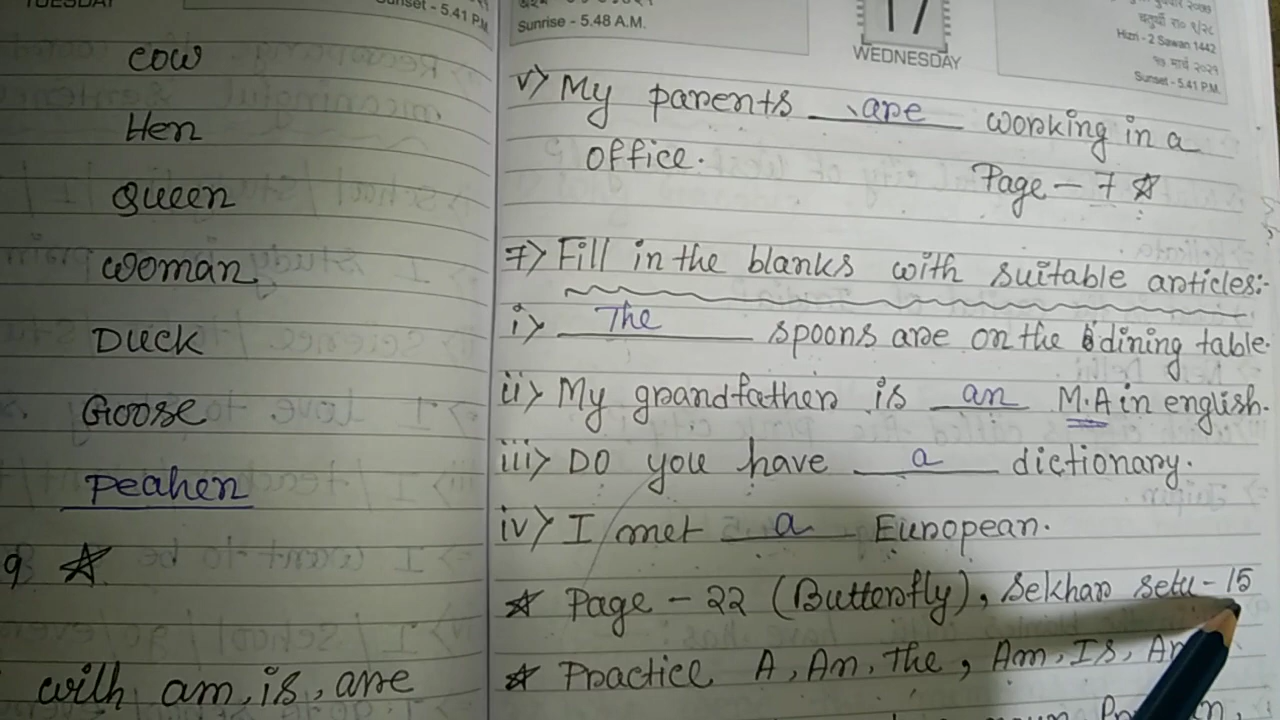 TUESDAY
Sunset - 5.41 P.M.
cow
Hen
Queen
woman
Duck
Goose
Peahen
9 ☆
with am, is, are
Sunrise - 5.48 A.M.
17
WEDNESDAY
Hizri - 2 Sawan 1442
Sunset - 5.41 P.M.
v) My parents are working in a
office.
Page - 7 ☆
7) Fill in the blanks with suitable articles:-
i) The spoons are on the dining table.
ii) My grandfather is an M.A in english.
iii) Do you have a dictionary.
iv) I met a European.
☆ Page - 22 (Butterfly), Sekhar setu - 15
☆ Practice A, An, The, Am, Is, Ar